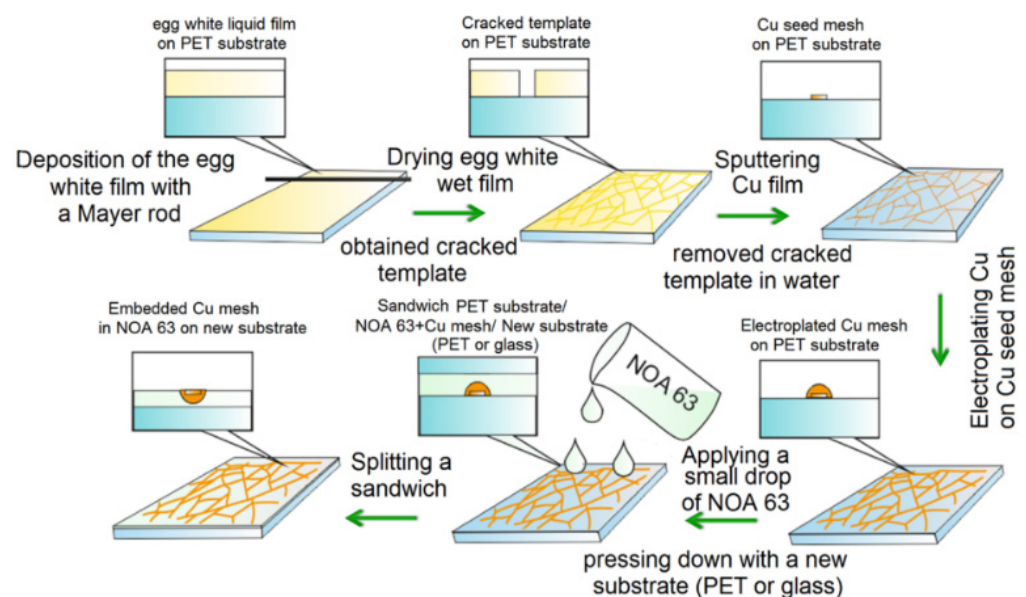 egg white liquid film
on PET substrate
Deposition of the egg
white film with
a Mayer rod
Cracked template
on PET substrate
Drying egg white
wet film
obtained cracked
template
Cu seed mesh
on PET substrate
Sputtering
Cu film
removed cracked
template in water
Electroplating Cu
on Cu seed mesh
Electroplated Cu mesh
on PET substrate
Applying a
small drop
of NOA 63
pressing down with a new
substrate (PET or glass)
NOA 63
Sandwich PET substrate/
NOA 63+Cu mesh/ New substrate
(PET or glass)
Splitting a
sandwich
Embedded Cu mesh
in NOA 63 on new substrate